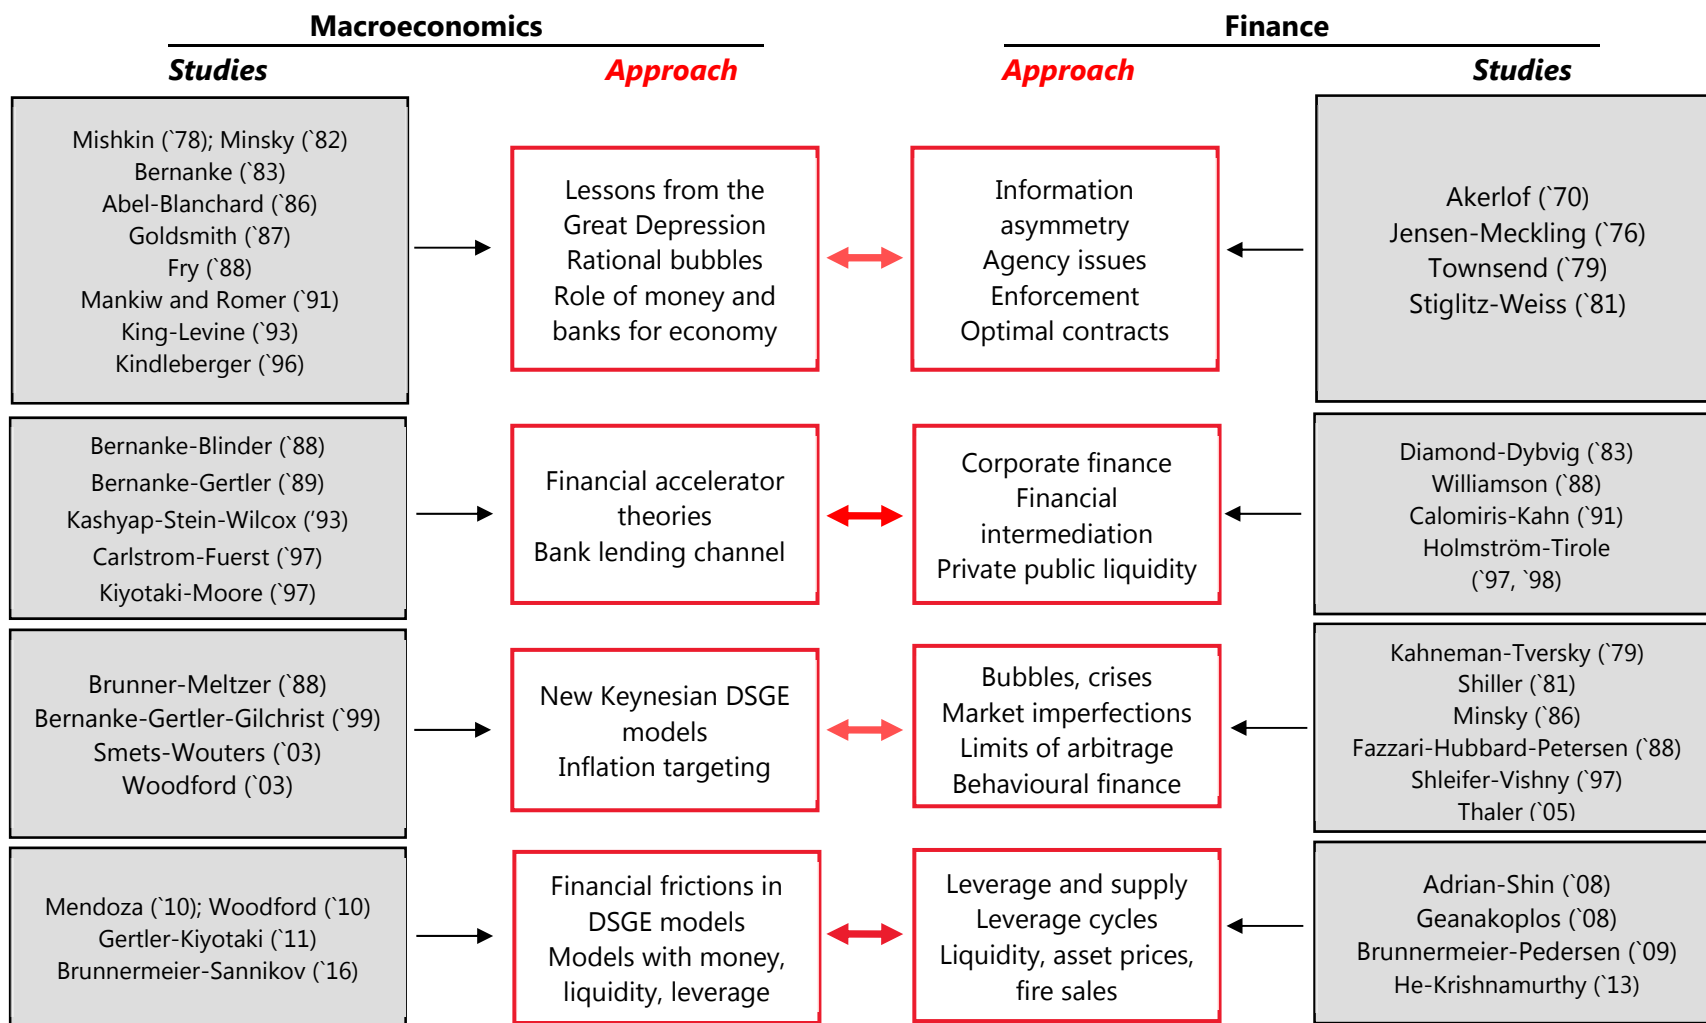 Macroeconomics
Finance
Studies
Approach
Approach
Studies
Mishkin (`78); Minsky (`82)
Bernanke (`83)
Abel-Blanchard (`86)
Goldsmith (`87)
Fry (`88)
Mankiw and Romer (`91)
King-Levine (`93)
Kindleberger (`96)
Lessons from the
Great Depression
Rational bubbles
Role of money and
banks for economy
Information
asymmetry
Agency issues
Enforcement
Optimal contracts
Akerlof (`70)
Jensen-Meckling (`76)
Townsend (`79)
Stiglitz-Weiss (`81)
Bernanke-Blinder (`88)
Bernanke-Gertler (`89)
Kashyap-Stein-Wilcox (’93)
Carlstrom-Fuerst (`97)
Kiyotaki-Moore (`97)
Financial accelerator
theories
Bank lending channel
Corporate finance
Financial
intermediation
Private public liquidity
Diamond-Dybvig (`83)
Williamson (`88)
Calomiris-Kahn (`91)
Holmström-Tirole
(`97, `98)
Brunner-Meltzer (`88)
Bernanke-Gertler-Gilchrist (`99)
Smets-Wouters (`03)
Woodford (`03)
New Keynesian DSGE
models
Inflation targeting
Bubbles, crises
Market imperfections
Limits of arbitrage
Behavioural finance
Kahneman-Tversky (`79)
Shiller (`81)
Minsky (`86)
Fazzari-Hubbard-Petersen (`88)
Shleifer-Vishny (`97)
Thaler (`05)
Mendoza (`10); Woodford (`10)
Gertler-Kiyotaki (`11)
Brunnermeier-Sannikov (`16)
Financial frictions in
DSGE models
Models with money,
liquidity, leverage
Leverage and supply
Leverage cycles
Liquidity, asset prices,
fire sales
Adrian-Shin (`08)
Geanakoplos (`08)
Brunnermeier-Pedersen (`09)
He-Krishnamurthy (`13)